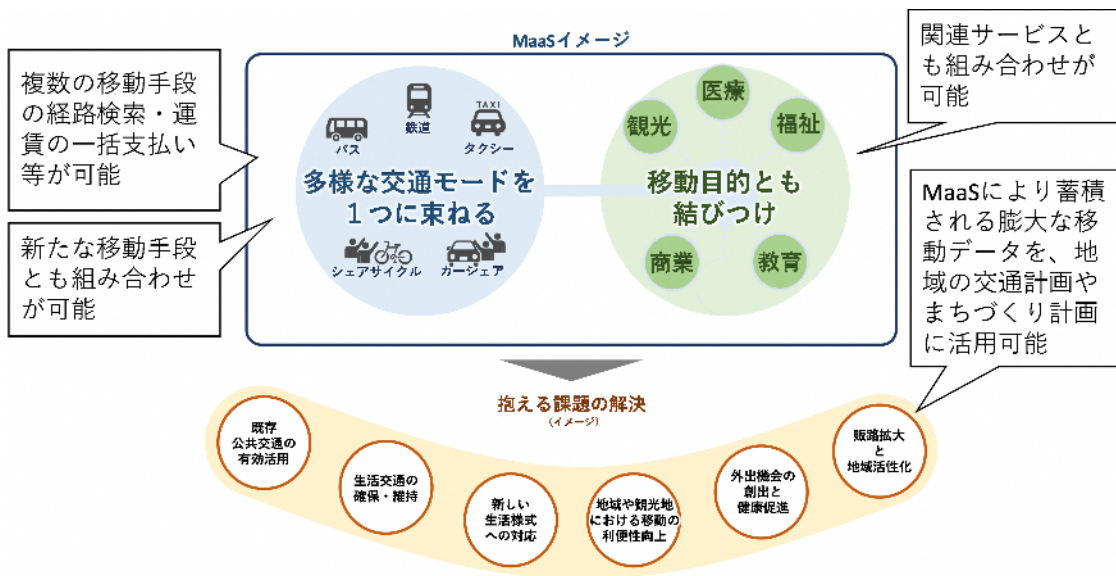 MaaSイメージ
複数の移動手段
の経路検索・運
賃の一括支払い
等が可能
新たな移動手段
とも組み合わせ
が可能
バス
鉄道
TAXI
タクシー
多様な交通モードを
1つに束ねる
シェアサイクル
カーシェア
医療
観光
福祉
移動目的とも
結びつけ
商業
教育
関連サービスと
も組み合わせが
可能
MaaSにより蓄積
される膨大な移
動データを、地
域の交通計画や
まちづくり計画
に活用可能
抱える課題の解決
(イメージ)
既存
公共交通の
有効活用
生活交通の
確保・維持
新しい
生活様式
への対応
地域や観光地
における移動の
利便性向上
外出機会の
創出と
健康促進
販路拡大
と
地域活性化